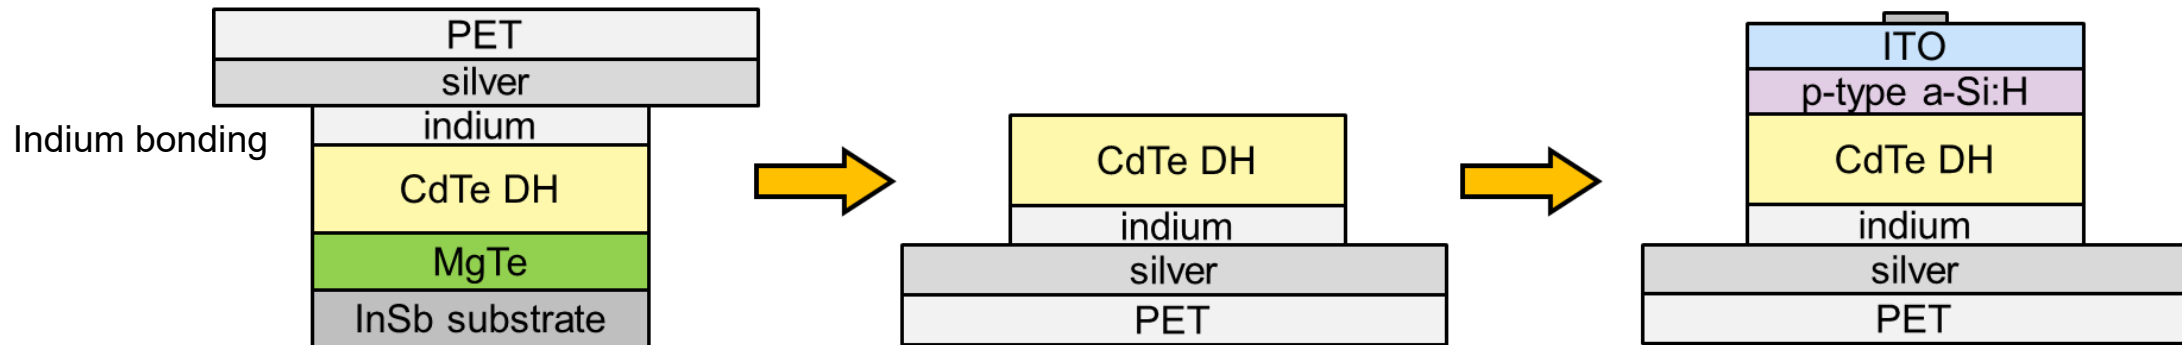 Indium bonding
PET
silver
indium
CdTe DH
MgTe
InSb substrate
CdTe DH
indium
silver
PET
ITO
p-type a-Si:H
CdTe DH
indium
silver
PET